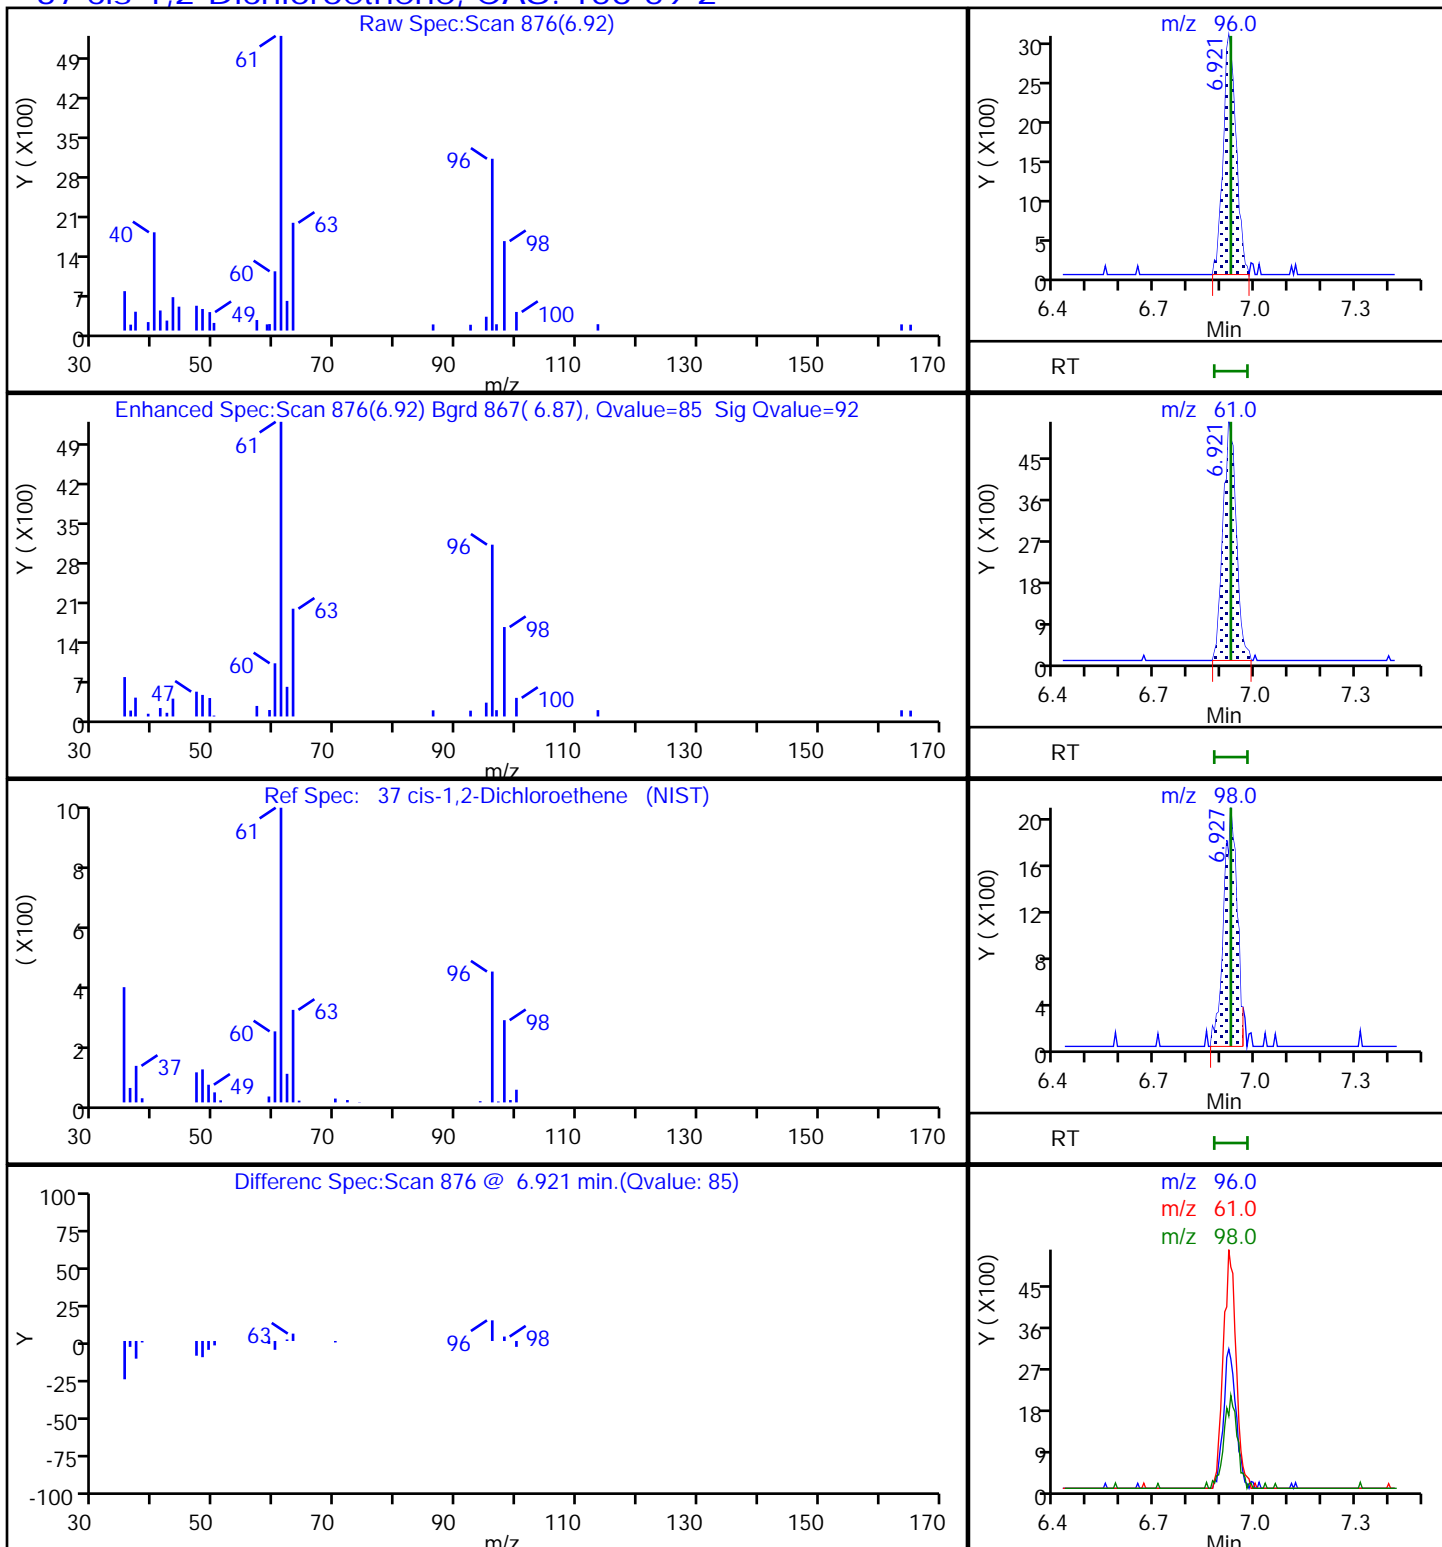 Raw Spec:Scan 876(6.92)
Y ( X100)
49
42
35
28
21
14
7
0
61
96
40
63
98
60
49
100
30 50 70 90 110 130 150 170
m/z
m/z 96.0
Y ( X100)
30
25
20
15
10
5
0
6.921
6.4 6.7 7.0 7.3
Min
RT
Enhanced Spec:Scan 876(6.92) Bgrd 867( 6.87), Qvalue=85 Sig Qvalue=92
Y ( X100)
49
42
35
28
21
14
7
0
61
96
63
98
60
47
100
30 50 70 90 110 130 150 170
m/z
m/z 61.0
Y ( X100)
45
36
27
18
9
0
6.921
6.4 6.7 7.0 7.3
Min
RT
Ref Spec: 37 cis-1,2-Dichloroethene (NIST)
( X100)
10
8
6
4
2
0
61
96
63
98
60
37
49
30 50 70 90 110 130 150 170
m/z 98.0
Y ( X100)
20
16
12
8
4
0
6.927
6.4 6.7 7.0 7.3
Min
RT
Differenc Spec:Scan 876 @ 6.921 min.(Qvalue: 85)
Y
100
75
50
25
0
-25
-50
-75
-100
63
96
98
30 50 70 90 110 130 150 170
m/z
m/z 96.0
m/z 61.0
m/z 98.0
Y ( X100)
45
36
27
18
9
0
6.4 6.7 7.0 7.3
Min